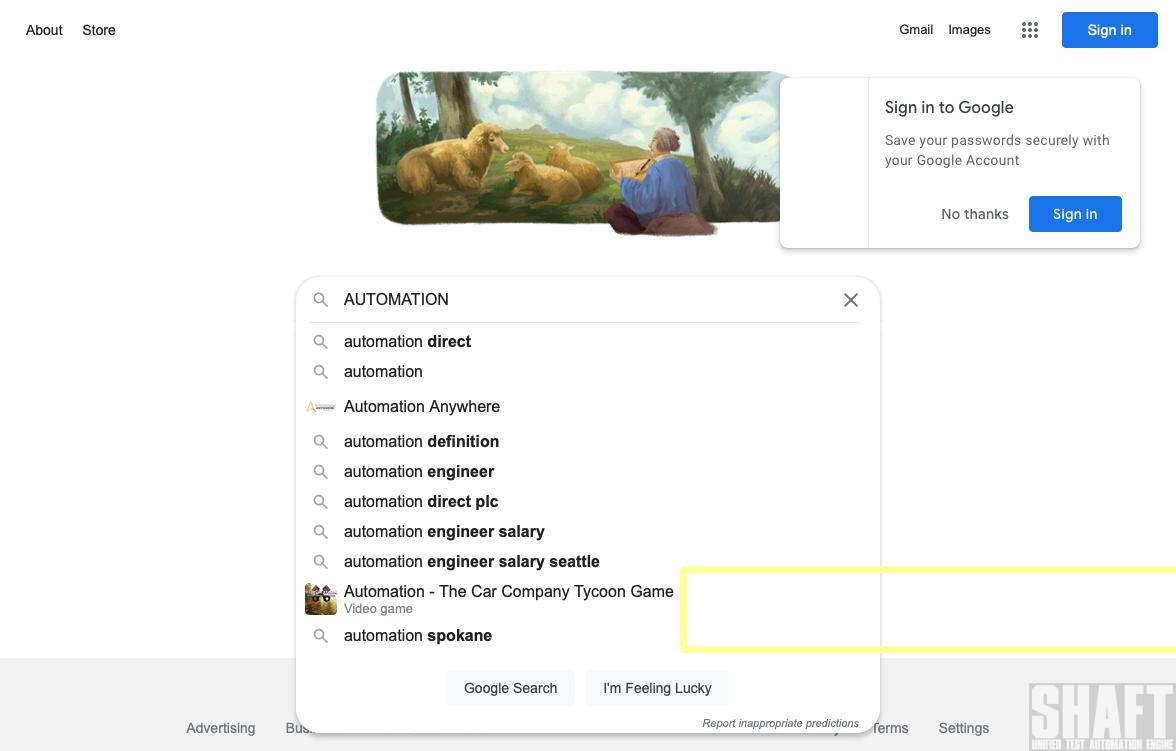 About Store
Gmail Images
Sign in
Sign in to Google
Save your passwords securely with
your Google Account
No thanks
Sign in
AUTOMATION
automation direct
automation
Automation Anywhere
automation definition
automation engineer
automation direct plc
automation engineer salary
automation engineer salary seattle
Automation - The Car Company Tycoon Game
Video game
automation spokane
Google Search I'm Feeling Lucky
Report inappropriate predictions
Advertising
Terms Settings
SHAFT
UNIFIED TEST AUTOMATION ENGINE